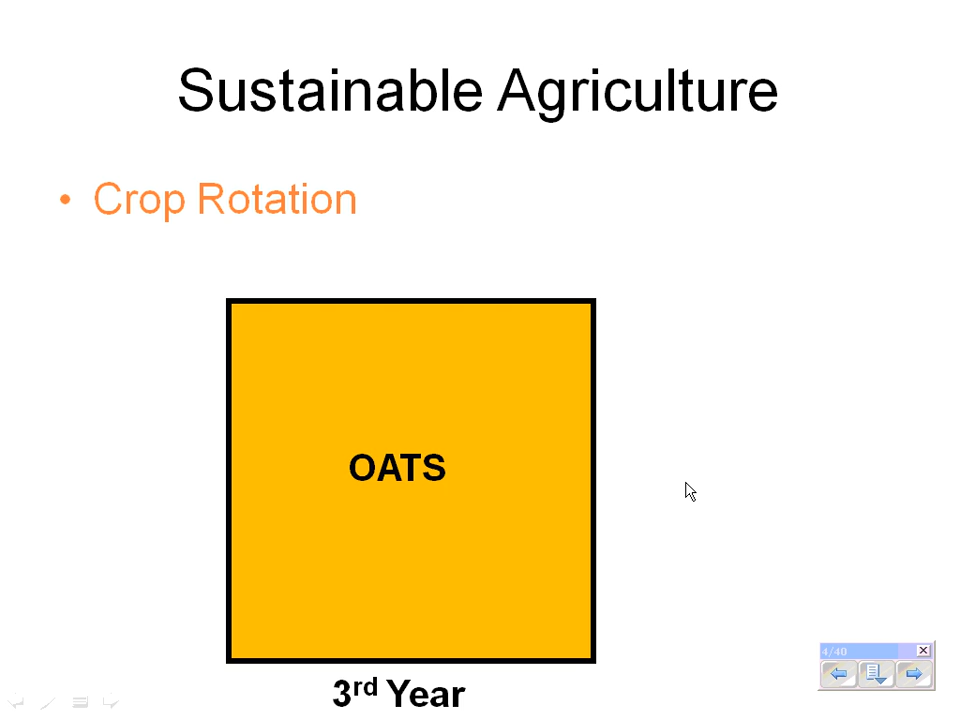 Sustainable Agriculture
• Crop Rotation
OATS
3rd Year
4/40